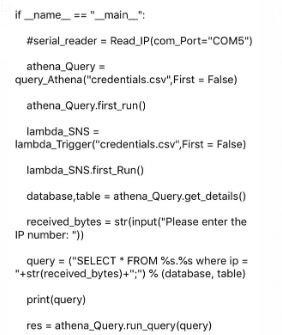 if __name__ == "__main__":
#serial_reader = Read_IP(com_Port="COM5")
athena_Query =
query_Athena("credentials.csv",First = False)
athena_Query.first_run()
lambda_SNS =
lambda_Trigger("credentials.csv",First = False)
lambda_SNS.first_Run()
database,table = athena_Query.get_details()
received_bytes = str(input("Please enter the
IP number: "))
query = ("SELECT * FROM %s.%s where ip =
"+str(received_bytes)+";") % (database, table)
print(query)
res = athena_Query.run_query(query)